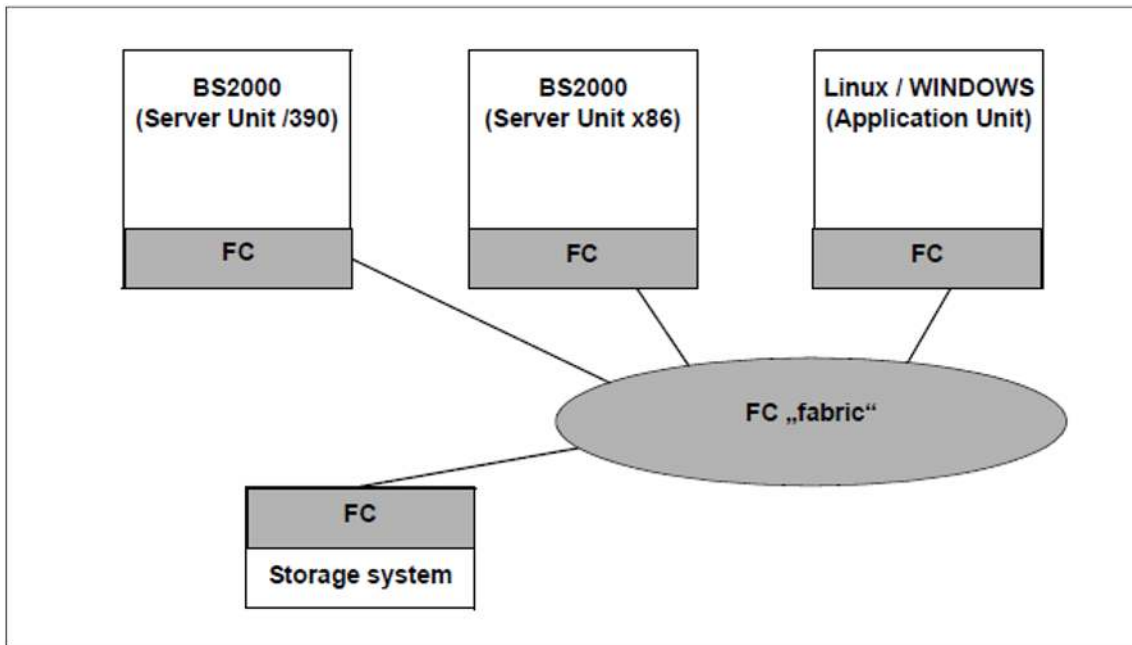 BS2000
(Server Unit /390)
BS2000
(Server Unit x86)
Linux / WINDOWS
(Application Unit)
FC
FC
FC
FC „fabric“
FC
Storage system